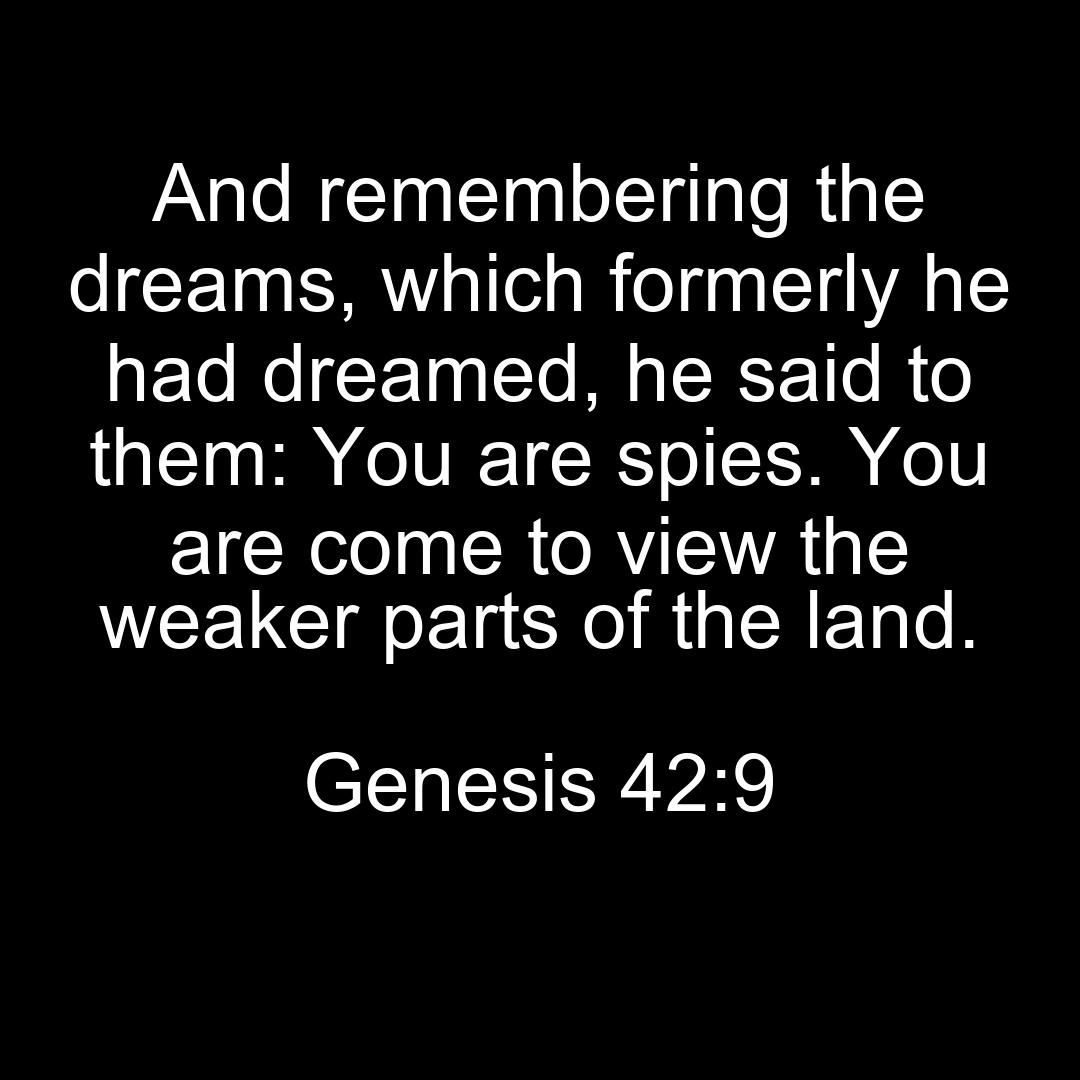 And remembering the
dreams, which formerly he
had dreamed, he said to
them: You are spies. You
are come to view the
weaker parts of the land.
Genesis 42:9